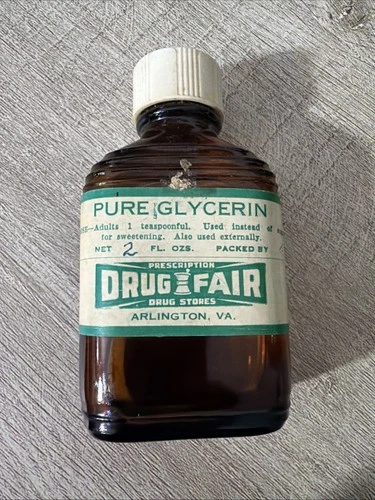 PURE GLYCERIN
—Adults 1 teaspoonful. Used instead of
for sweetening. Also used externally.
NET 2 FL. OZS. PACKED BY
PRESCRIPTION
DRUG FAIR
DRUG STORES
ARLINGTON, VA.